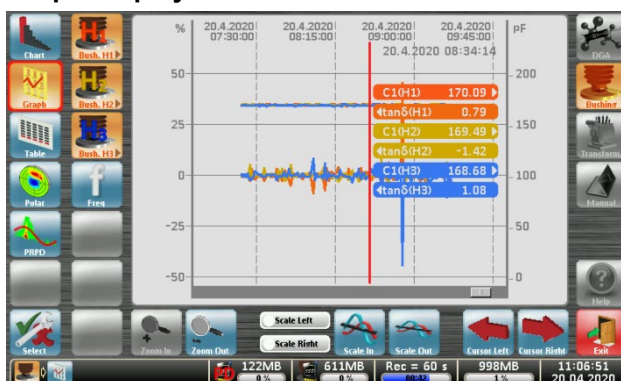 % 20.4.2020 20.4.2020 20.4.2020 20.4.2020 pF
07:30:00 08:15:00 09:00:00 09:45:00
20.4.2020 08:34:14
Chart
Bush. H1
H1
DGA
50
200
C1(H1) 170.09
tanδ(H1) 0.79
Graph
Bush. H2
H2
Bushing
C1(H2) 169.49
25
150
tanδ(H2) -1.42
C1(H3) 168.68
tanδ(H3) 1.08
Table
Bush. H3
H3
Transform
0
100
Polar
f
Freq
Manual
-25
50
PRPD
-50
0
?
Help
Select
Zoom In
Zoom Out
Scale Left
Scale Right
Scale In
Scale Out
Cursor Left
Cursor Right
Exit
PD 122MB 611MB Rec = 60 s 998MB 11:06:51
0 % 0 % 00:42 1 % 20.04.2020